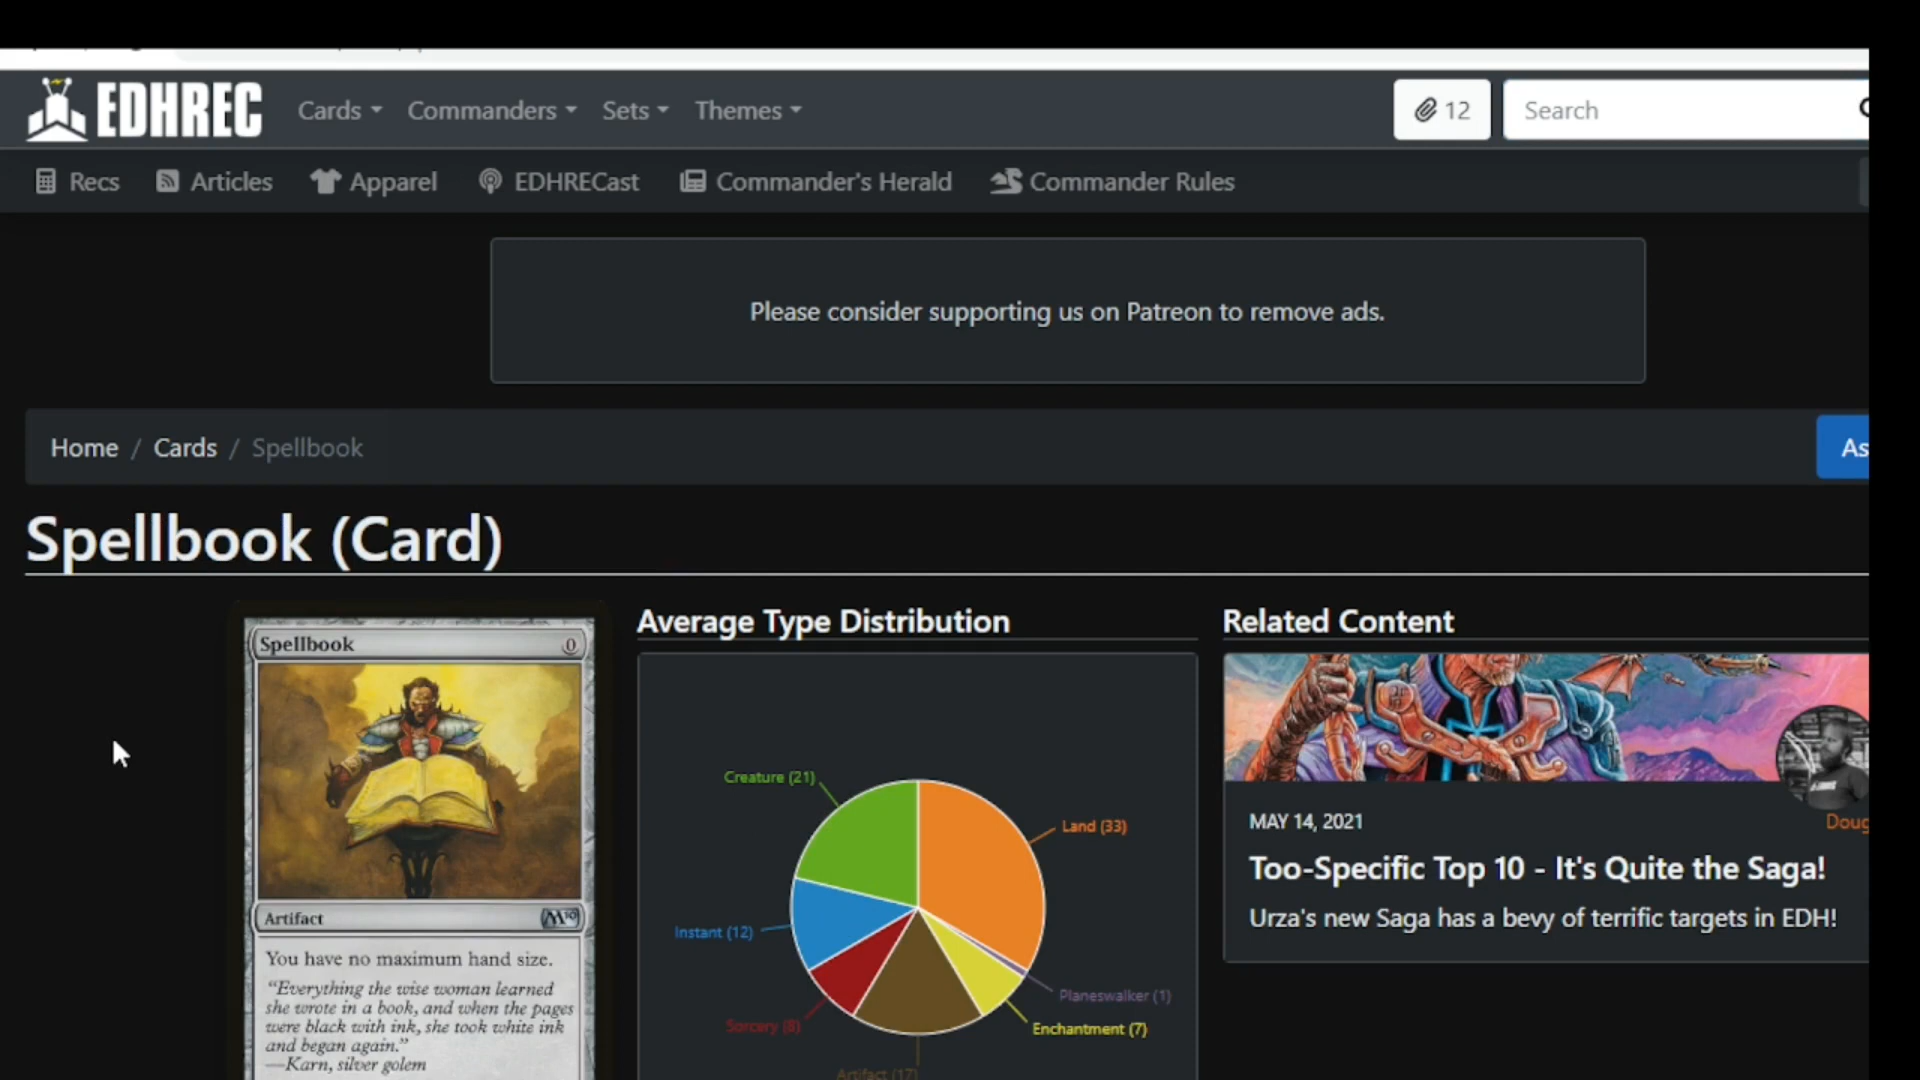 EDHREC Cards Commanders Sets Themes 12 Search
Recs Articles Apparel EDHRECast Commander's Herald Commander Rules
Please consider supporting us on Patreon to remove ads.
Home / Cards / Spellbook
As
Spellbook (Card)
Spellbook 0
Artifact M10
You have no maximum hand size.
"Everything the wise woman learned
she wrote in a book, and when the pages
were black with ink, she took white ink
and began again."
—Karn, silver golem
Average Type Distribution
Creature (21)
Land (33)
Instant (12)
Planeswalker (1)
Sorcery (8)
Enchantment (7)
Artifact (17)
Related Content
MAY 14, 2021
Doug
Too-Specific Top 10 - It's Quite the Saga!
Urza's new Saga has a bevy of terrific targets in EDH!